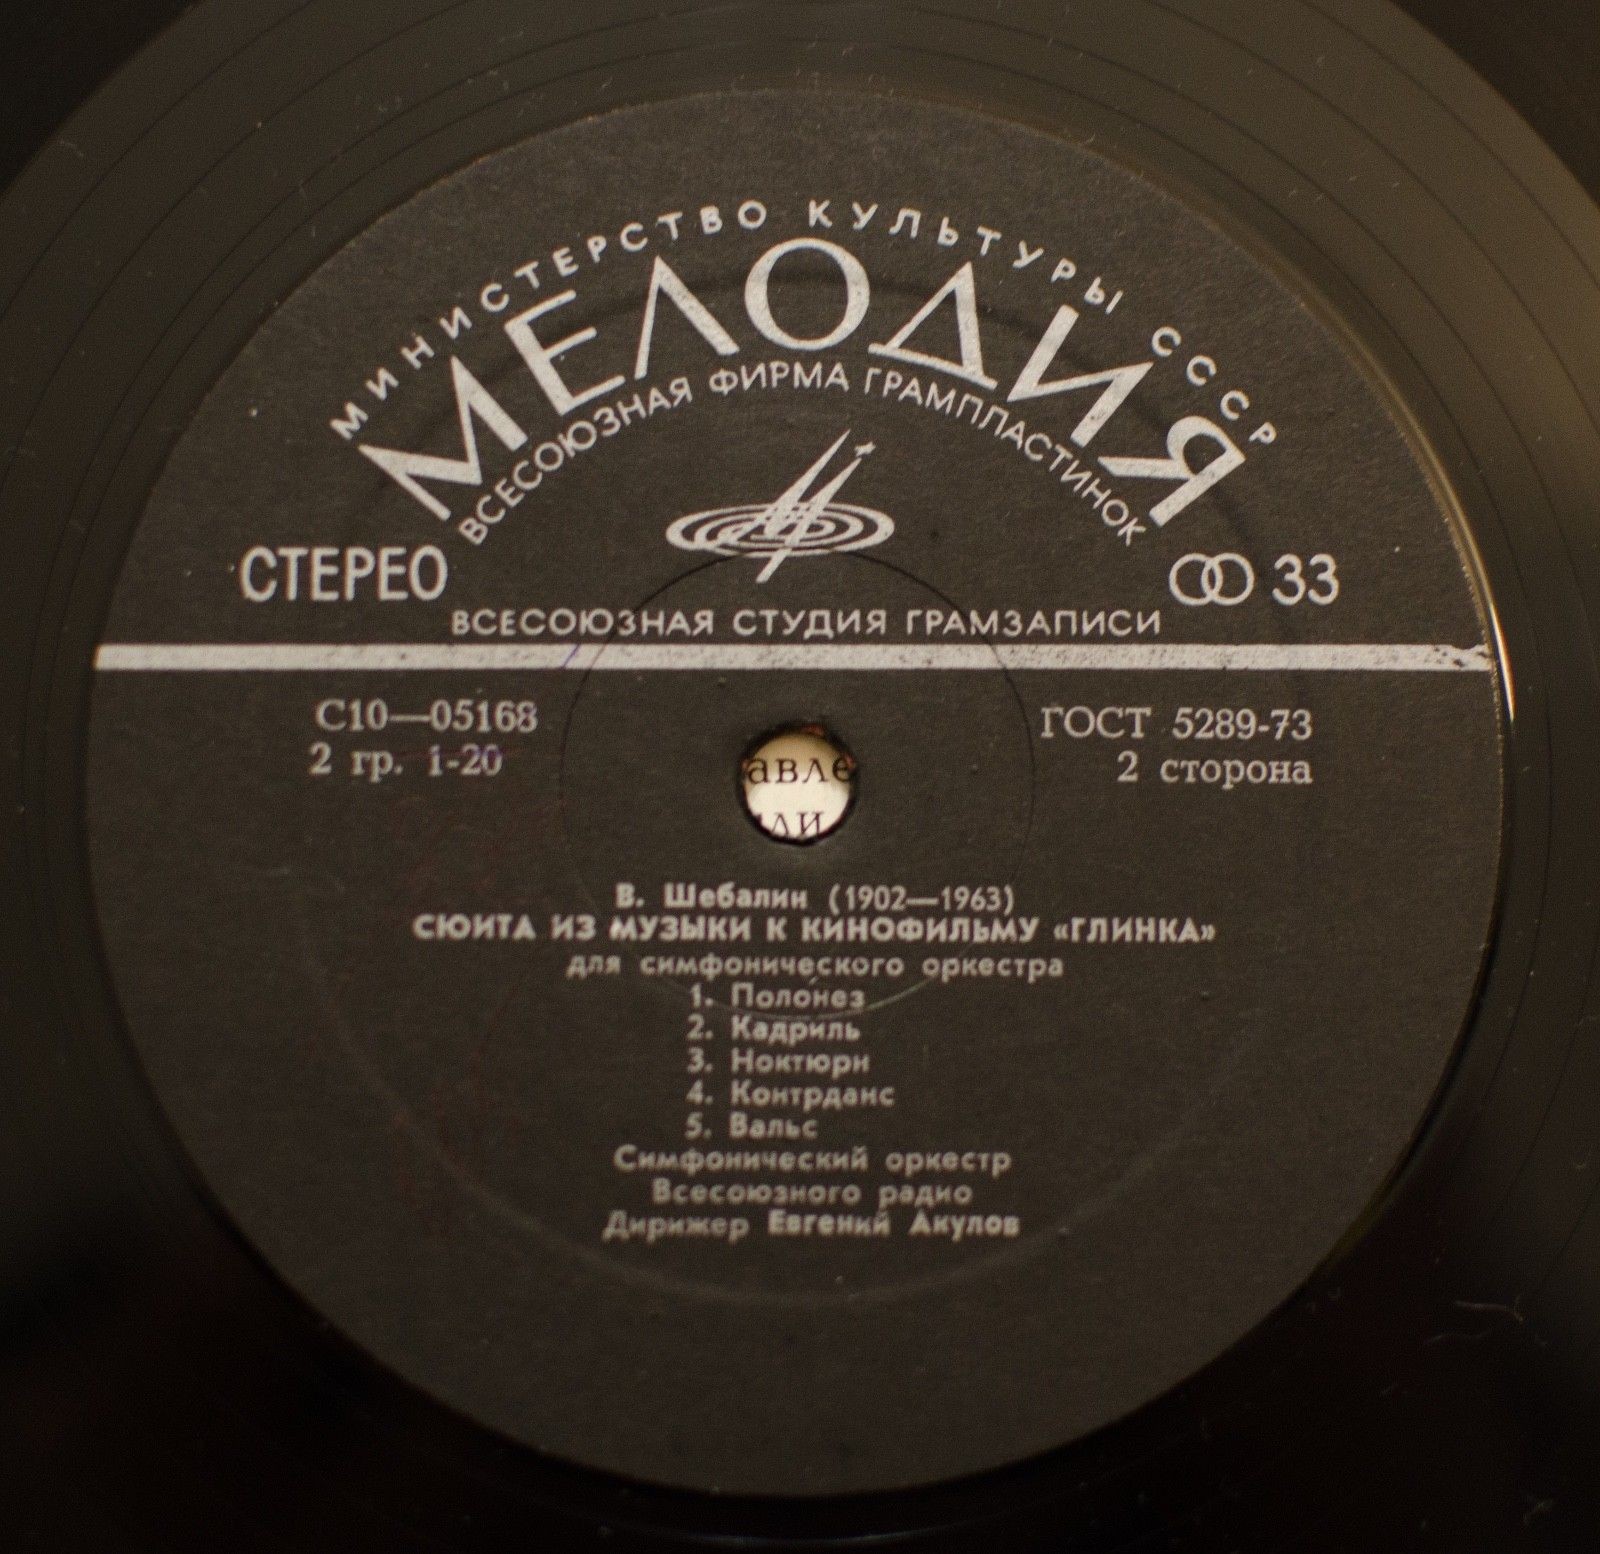 МИНИСТЕРСТВО КУЛЬТУРЫ СССР
МЕЛОДИЯ
ВСЕСОЮЗНАЯ ФИРМА ГРАМПЛАСТИНОК
СТЕРЕО
33
ВСЕСОЮЗНАЯ СТУДИЯ ГРАМЗАПИСИ
С10—05168
ГОСТ 5289-73
2 гр. 1-20
2 сторона
В. Шебалин (1902—1963)
СЮИТА ИЗ МУЗЫКИ К КИНОФИЛЬМУ «ГЛИНКА»
для симфонического оркестра
1. Полонез
2. Кадриль
3. Ноктюрн
4. Контрданс
5. Вальс
Симфонический оркестр
Всесоюзного радио
Дирижер Евгений Акулов